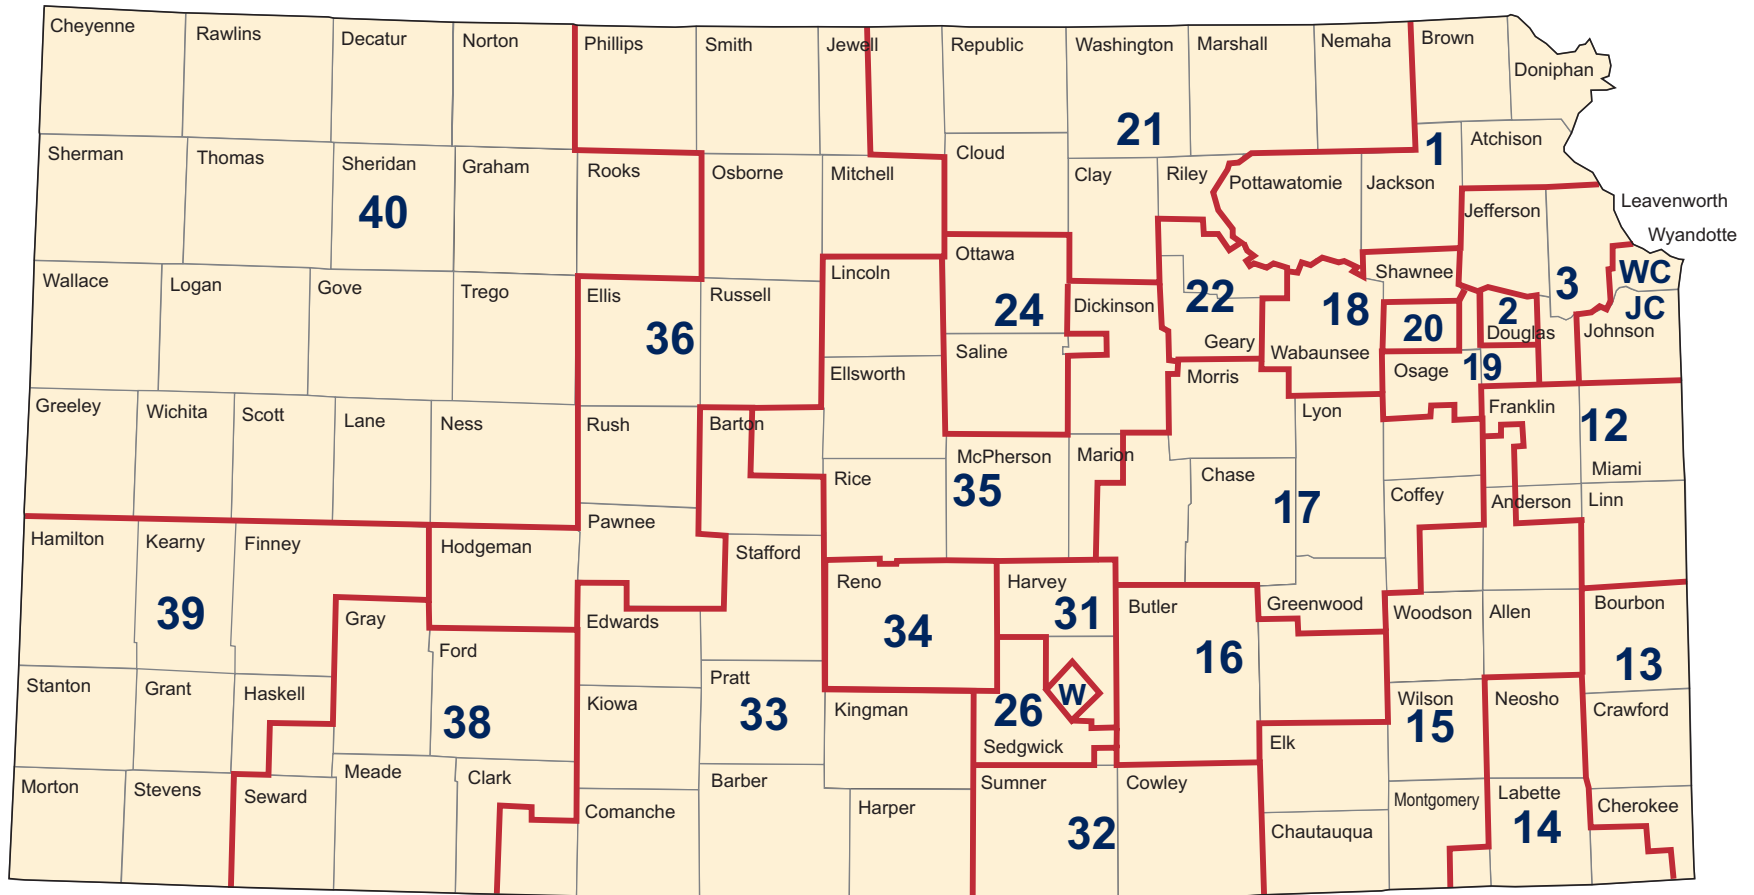 Cheyenne
Rawlins
Decatur
Norton
Phillips
Smith
Jewell
Republic
Washington
Marshall
Nemaha
Brown
Doniphan
21
1
Atchison
Sherman
Thomas
Sheridan
Graham
Rooks
Osborne
Mitchell
Cloud
Clay
Riley
Pottawatomie
Jackson
40
Jefferson
Leavenworth
Wyandotte
Wallace
Logan
Gove
Trego
Ellis
Russell
Lincoln
Ottawa
Dickinson
Shawnee
WC
3
JC
22
18
2
24
36
20
Douglas
Johnson
Geary
Wabaunsee
Saline
Ellsworth
Morris
Osage
19
Greeley
Wichita
Scott
Lane
Ness
Rush
Barton
Lyon
Franklin
12
McPherson
Marion
Miami
Rice
35
Chase
17
Coffey
Anderson
Linn
Hamilton
Kearny
Finney
Hodgeman
Pawnee
Stafford
Reno
Harvey
39
Gray
Edwards
34
31
Butler
Greenwood
Woodson
Allen
Bourbon
Ford
16
13
Stanton
Grant
Haskell
Kiowa
Pratt
33
Kingman
26
W
Sedgwick
Wilson
15
Neosho
Crawford
38
Elk
Morton
Stevens
Seward
Meade
Clark
Comanche
Barber
Harper
Sumner
Cowley
32
Chautauqua
Montgomery
Labette
14
Cherokee